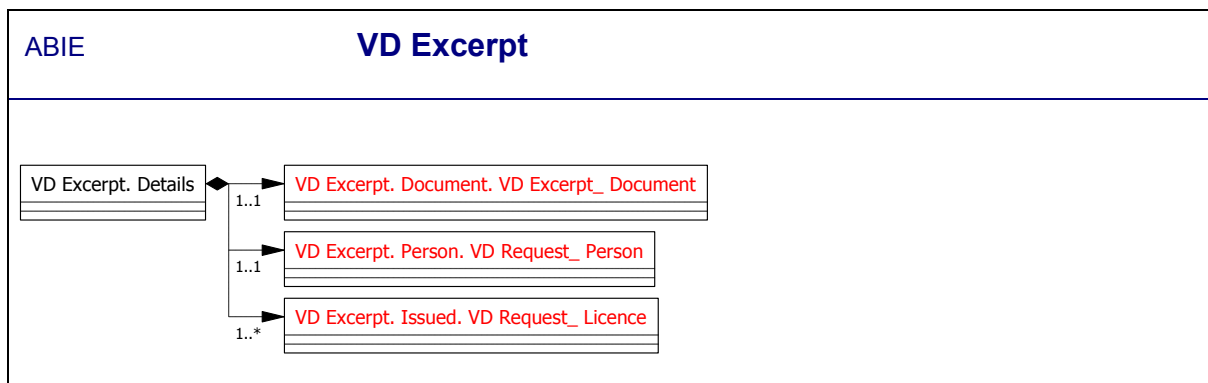 ABIE
VD Excerpt
VD Excerpt. Details
VD Excerpt. Document. VD Excerpt_ Document
1..1
VD Excerpt. Person. VD Request_ Person
1..1
VD Excerpt. Issued. VD Request_ Licence
1..*